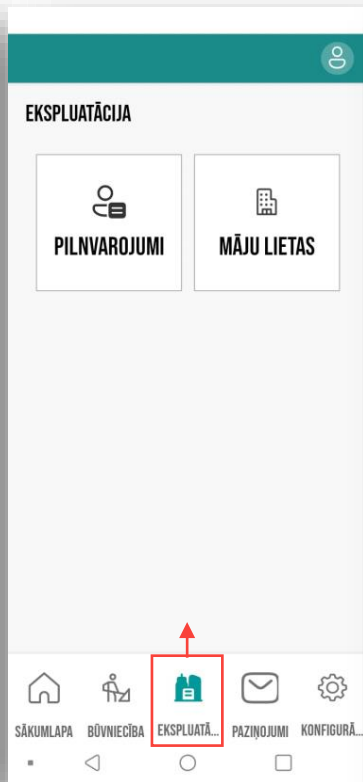 EKSPLUATĀCIJA
PILNVAROJUMI
MĀJU LIETAS
SĀKUMLAPA
BŪVNIECĪBA
EKSPLUATĀ...
PAZIŅOJUMI
KONFIGURĀ...